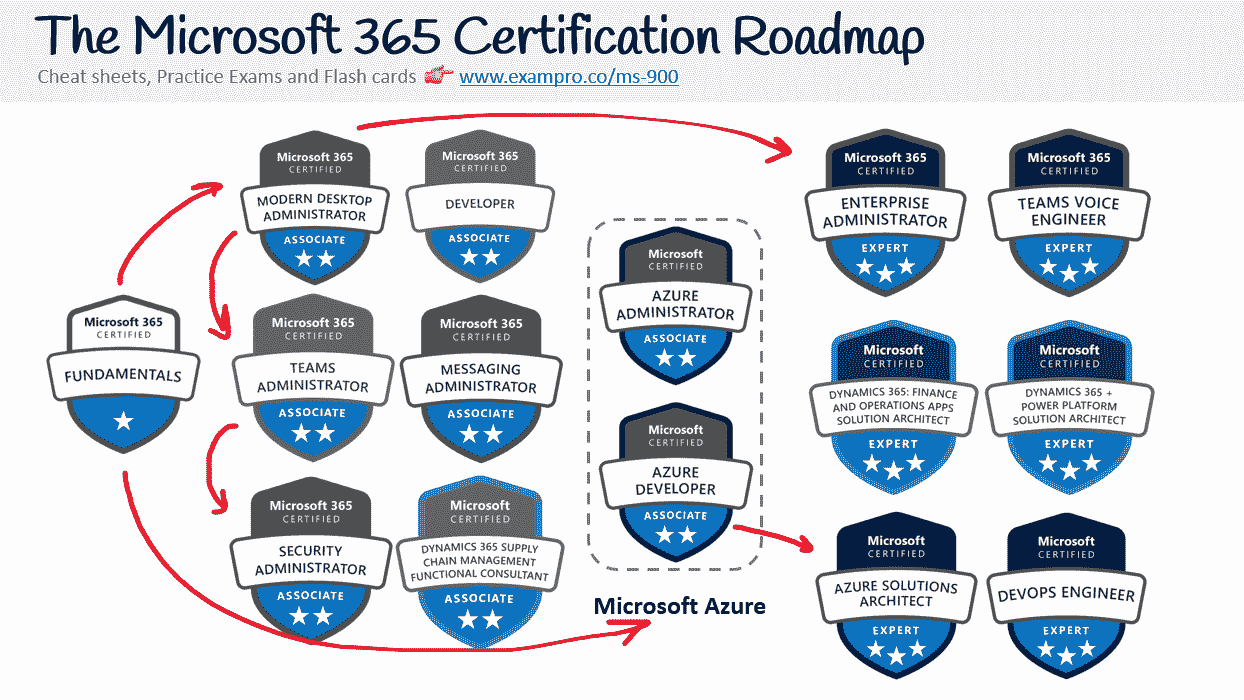 The Microsoft 365 Certification Roadmap
Cheat sheets, Practice Exams and Flash cards www.exampro.co/ms-900
Microsoft 365
CERTIFIED
FUNDAMENTALS
Microsoft 365
CERTIFIED
MODERN DESKTOP
ADMINISTRATOR
ASSOCIATE
Microsoft 365
CERTIFIED
DEVELOPER
ASSOCIATE
Microsoft 365
CERTIFIED
TEAMS
ADMINISTRATOR
ASSOCIATE
Microsoft 365
CERTIFIED
MESSAGING
ADMINISTRATOR
ASSOCIATE
Microsoft 365
CERTIFIED
SECURITY
ADMINISTRATOR
ASSOCIATE
Microsoft
CERTIFIED
DYNAMICS 365 SUPPLY
CHAIN MANAGEMENT
FUNCTIONAL CONSULTANT
ASSOCIATE
Microsoft
CERTIFIED
AZURE
ADMINISTRATOR
ASSOCIATE
Microsoft
CERTIFIED
AZURE
DEVELOPER
ASSOCIATE
Microsoft Azure
Microsoft 365
CERTIFIED
ENTERPRISE
ADMINISTRATOR
EXPERT
Microsoft 365
CERTIFIED
TEAMS VOICE
ENGINEER
EXPERT
Microsoft
CERTIFIED
DYNAMICS 365: FINANCE
AND OPERATIONS APPS
SOLUTION ARCHITECT
EXPERT
Microsoft
CERTIFIED
DYNAMICS 365 +
POWER PLATFORM
SOLUTION ARCHITECT
EXPERT
Microsoft
CERTIFIED
AZURE SOLUTIONS
ARCHITECT
EXPERT
Microsoft
CERTIFIED
DEVOPS ENGINEER
EXPERT